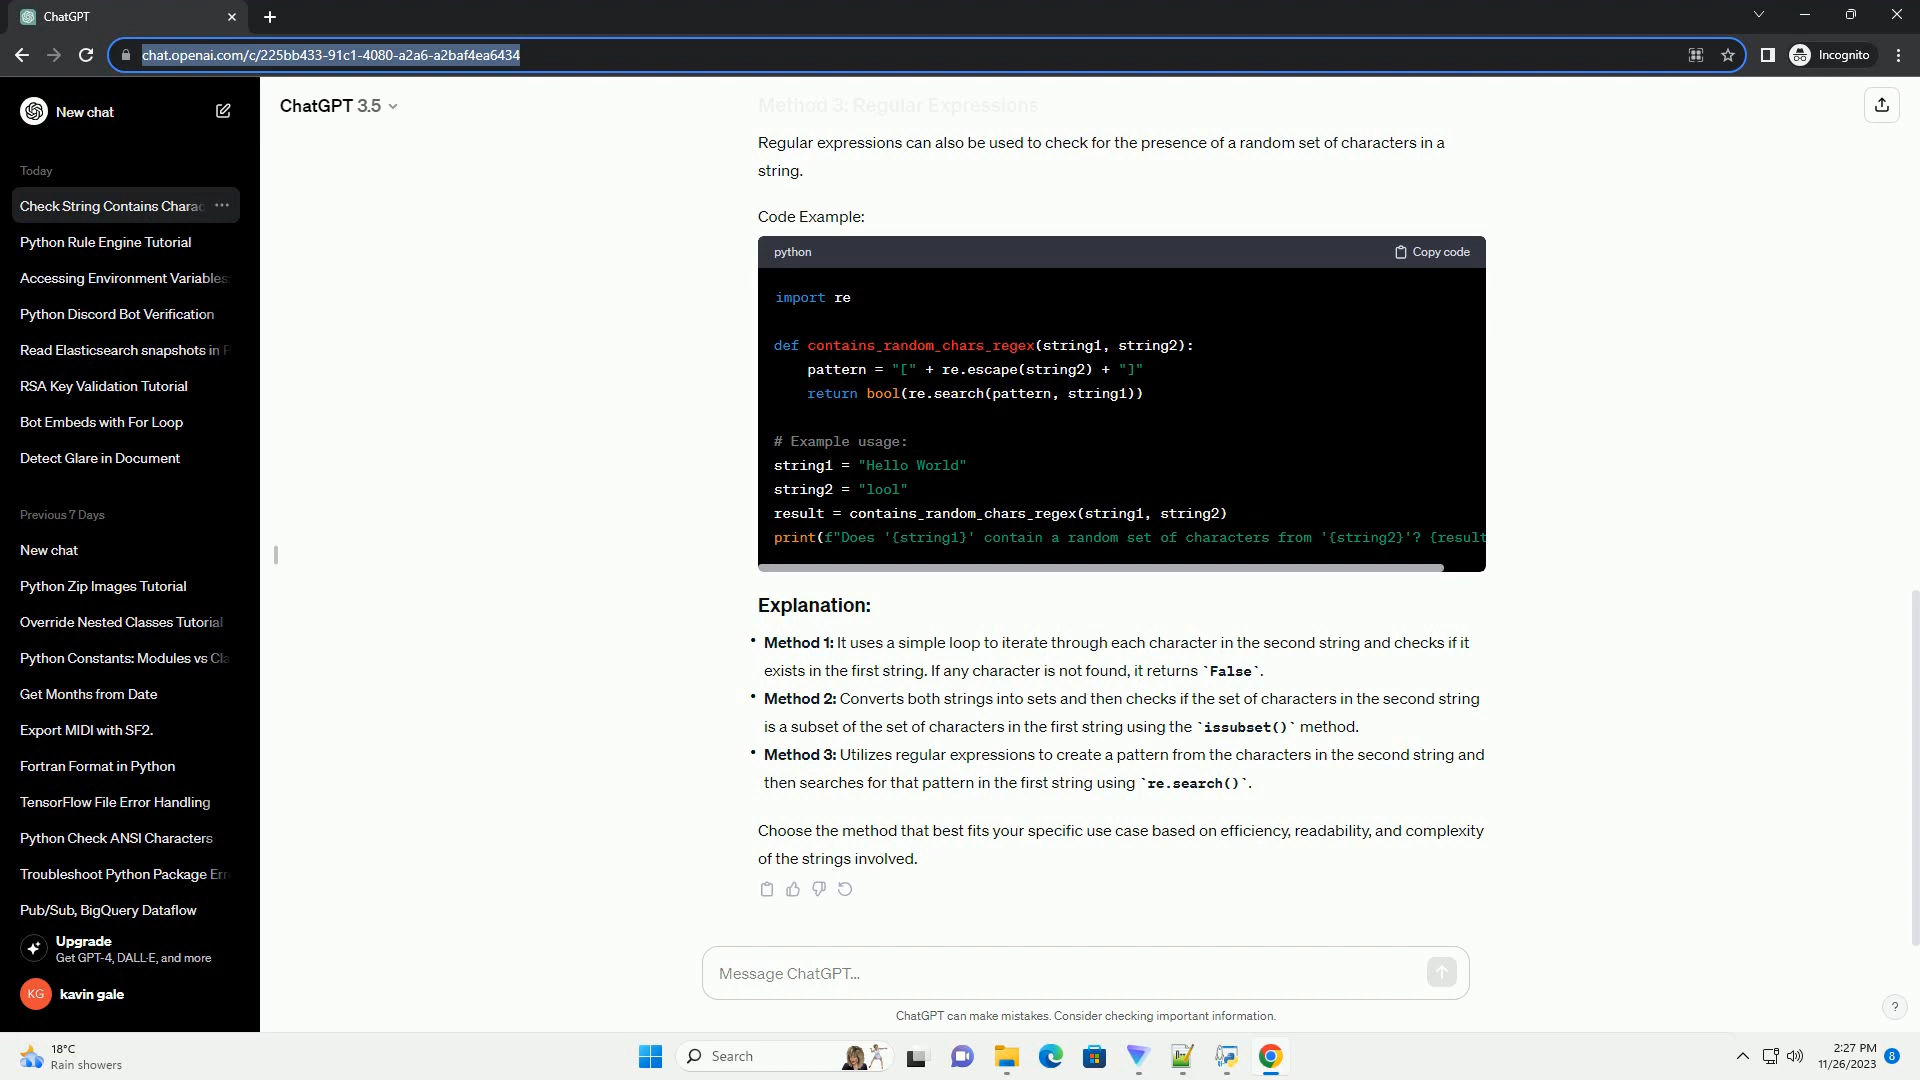 ChatGPT
chat.openai.com/c/225bb433-91c1-4080-a2a6-a2baf4ea6434
Incognito
New chat
Today
Check String Contains Charac
Python Rule Engine Tutorial
Accessing Environment Variables
Python Discord Bot Verification
Read Elasticsearch snapshots in P
RSA Key Validation Tutorial
Bot Embeds with For Loop
Detect Glare in Document
Previous 7 Days
New chat
Python Zip Images Tutorial
Override Nested Classes Tutorial
Python Constants: Modules vs Cla
Get Months from Date
Export MIDI with SF2.
Fortran Format in Python
TensorFlow File Error Handling
Python Check ANSI Characters
Troubleshoot Python Package Err
Pub/Sub, BigQuery Dataflow
Upgrade
Get GPT-4, DALL·E, and more
KG kavin gale
ChatGPT 3.5
Method 3: Regular Expressions
Regular expressions can also be used to check for the presence of a random set of characters in a
string.
Code Example:
python Copy code
import re
def contains_random_chars_regex(string1, string2):
    pattern = "[" + re.escape(string2) + "]"
    return bool(re.search(pattern, string1))
# Example usage:
string1 = "Hello World"
string2 = "lool"
result = contains_random_chars_regex(string1, string2)
print(f"Does '{string1}' contain a random set of characters from '{string2}'? {result
Explanation:
• Method 1: It uses a simple loop to iterate through each character in the second string and checks if it
exists in the first string. If any character is not found, it returns `False`.
• Method 2: Converts both strings into sets and then checks if the set of characters in the second string
is a subset of the set of characters in the first string using the `issubset()` method.
• Method 3: Utilizes regular expressions to create a pattern from the characters in the second string and
then searches for that pattern in the first string using `re.search()`.
Choose the method that best fits your specific use case based on efficiency, readability, and complexity
of the strings involved.
Message ChatGPT...
ChatGPT can make mistakes. Consider checking important information.
?
18°C
Rain showers
Search
2:27 PM
11/26/2023
8